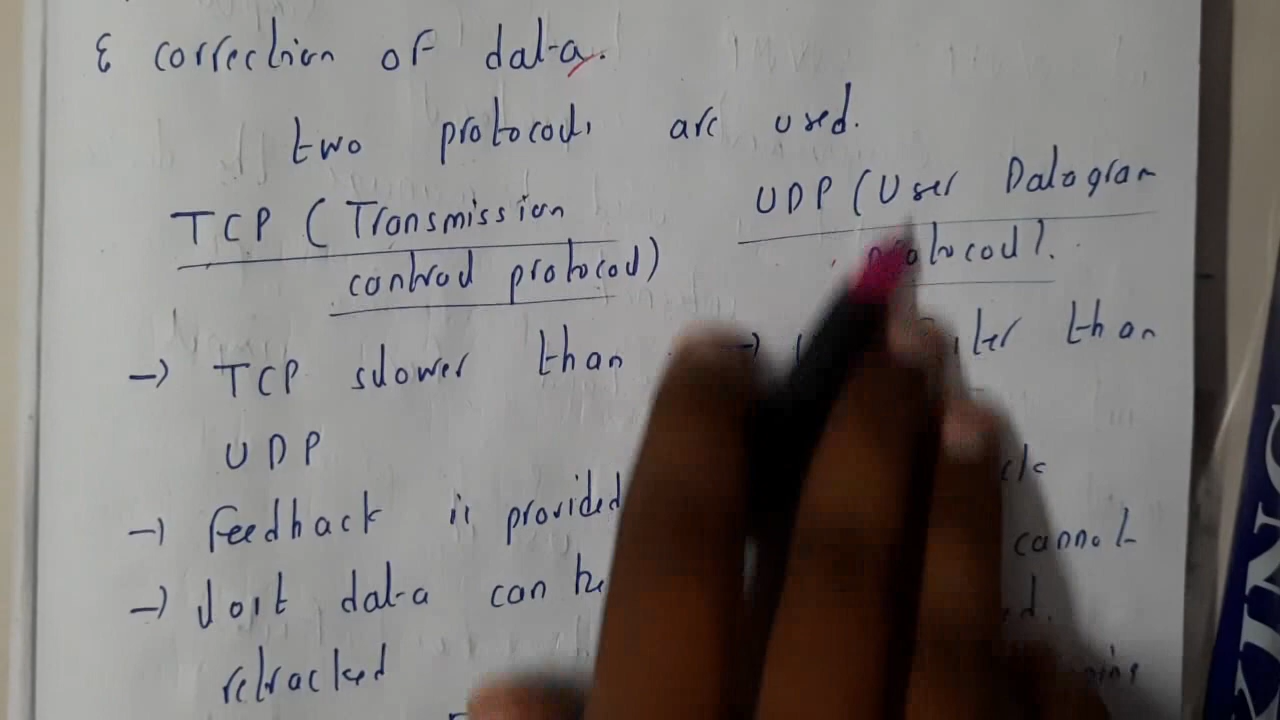 & correction of data.
two protocols are used.
TCP (Transmission
control protocol)
→ TCP slower than
UDP
→ Feedback is provided
→ lost data can be
retracked
UDP (User Datagram
protocol).
→ than
cannot
ZING